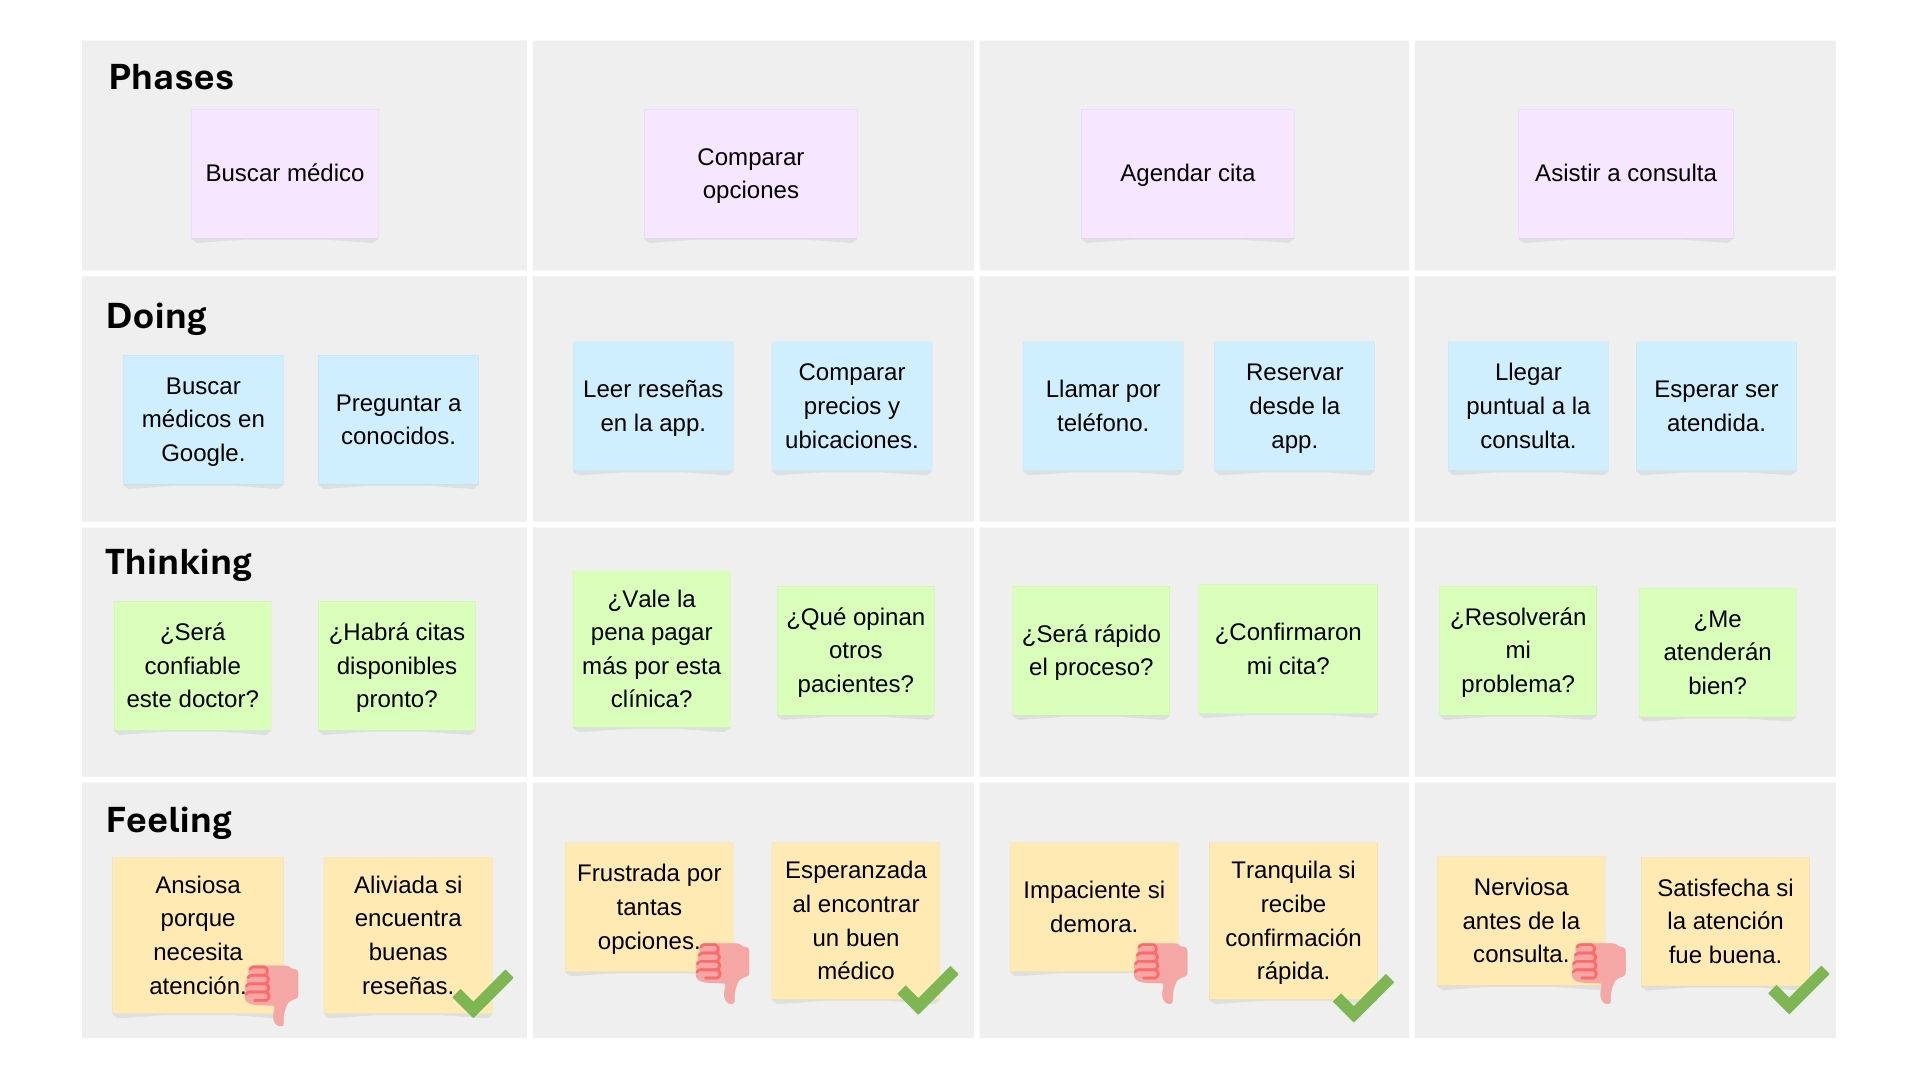 Phases
Buscar médico
Comparar
opciones
Agendar cita
Asistir a consulta
Doing
Buscar
médicos en
Google.
Preguntar a
conocidos.
Leer reseñas
en la app.
Comparar
precios y
ubicaciones.
Llamar por
teléfono.
Reservar
desde la
app.
Llegar
puntual a la
consulta.
Esperar ser
atendida.
Thinking
¿Será
confiable
este doctor?
¿Habrá citas
disponibles
pronto?
¿Vale la
pena pagar
más por esta
clínica?
¿Qué opinan
otros
pacientes?
¿Será rápido
el proceso?
¿Confirmaron
mi cita?
¿Resolverán
mi
problema?
¿Me
atenderán
bien?
Feeling
Ansiosa
porque
necesita
atención.
Aliviada si
encuentra
buenas
reseñas.
Frustrada por
tantas
opciones.
Esperanzada
al encontrar
un buen
médico
Impaciente si
demora.
Tranquila si
recibe
confirmación
rápida.
Nerviosa
antes de la
consulta.
Satisfecha si
la atención
fue buena.